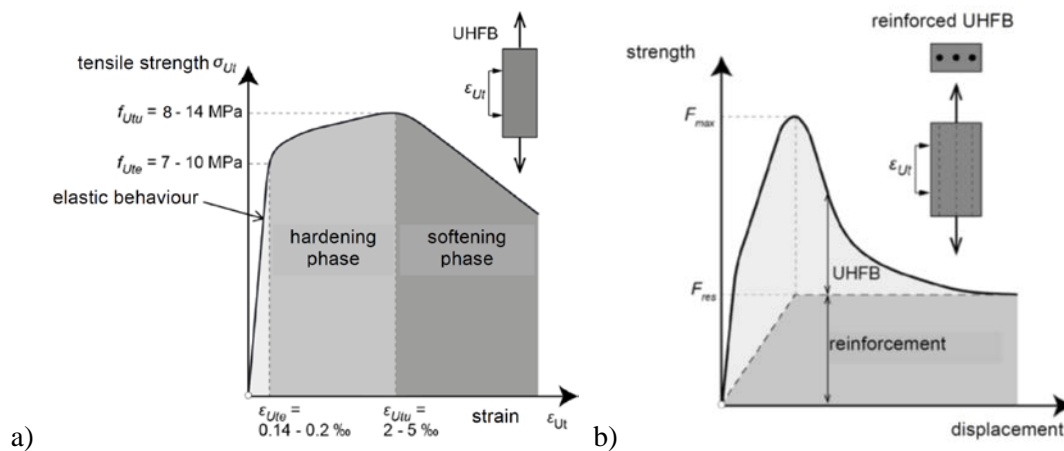 UHFB
tensile strength σUt
εUt
fUtu = 8 - 14 MPa
fUte = 7 - 10 MPa
elastic behaviour
hardening
phase
softening
phase
εUte =
0.14 - 0.2 ‰
εUtu =
2 - 5 ‰
strain
εUt
a)
reinforced UHFB
strength
Fmax
εUt
UHFB
Fres
reinforcement
displacement
b)